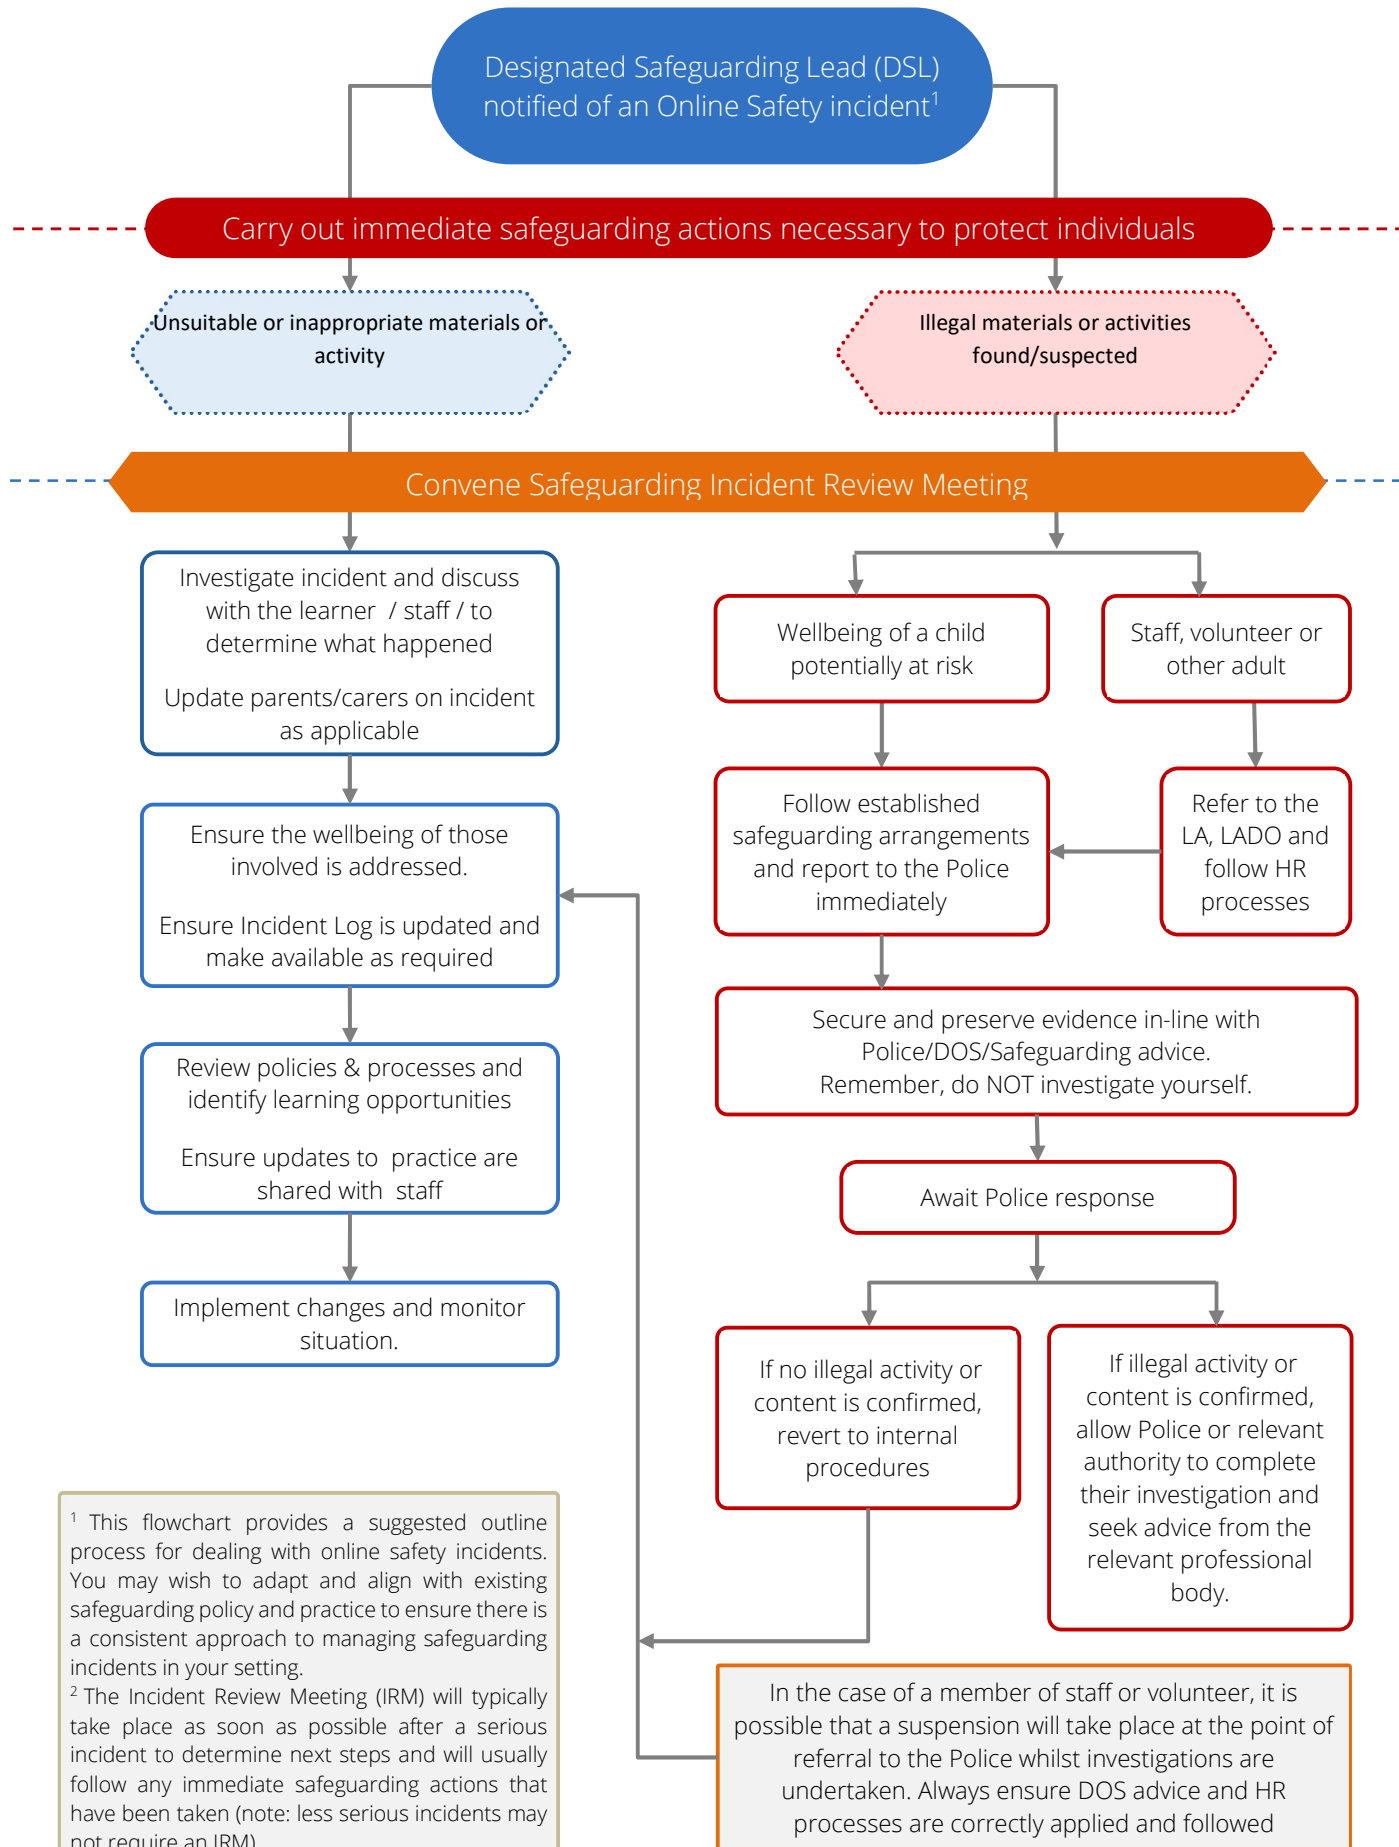 Designated Safeguarding Lead (DSL)
notified of an Online Safety incident¹
Carry out immediate safeguarding actions necessary to protect individuals
Unsuitable or inappropriate materials or
activity
Illegal materials or activities
found/suspected
Convene Safeguarding Incident Review Meeting
Investigate incident and discuss
with the learner / staff / to
determine what happened
Update parents/carers on incident
as applicable
Ensure the wellbeing of those
involved is addressed.
Ensure Incident Log is updated and
make available as required
Review policies & processes and
identify learning opportunities
Ensure updates to practice are
shared with staff
Implement changes and monitor
situation.
Wellbeing of a child
potentially at risk
Staff, volunteer or
other adult
Follow established
safeguarding arrangements
and report to the Police
immediately
Refer to the
LA, LADO and
follow HR
processes
Secure and preserve evidence in-line with
Police/DOS/Safeguarding advice.
Remember, do NOT investigate yourself.
Await Police response
If no illegal activity or
content is confirmed,
revert to internal
procedures
If illegal activity or
content is confirmed,
allow Police or relevant
authority to complete
their investigation and
seek advice from the
relevant professional
body.
¹ This flowchart provides a suggested outline
process for dealing with online safety incidents.
You may wish to adapt and align with existing
safeguarding policy and practice to ensure there is
a consistent approach to managing safeguarding
incidents in your setting.
² The Incident Review Meeting (IRM) will typically
take place as soon as possible after a serious
incident to determine next steps and will usually
follow any immediate safeguarding actions that
have been taken (note: less serious incidents may
not require an IRM)
In the case of a member of staff or volunteer, it is
possible that a suspension will take place at the point of
referral to the Police whilst investigations are
undertaken. Always ensure DOS advice and HR
processes are correctly applied and followed